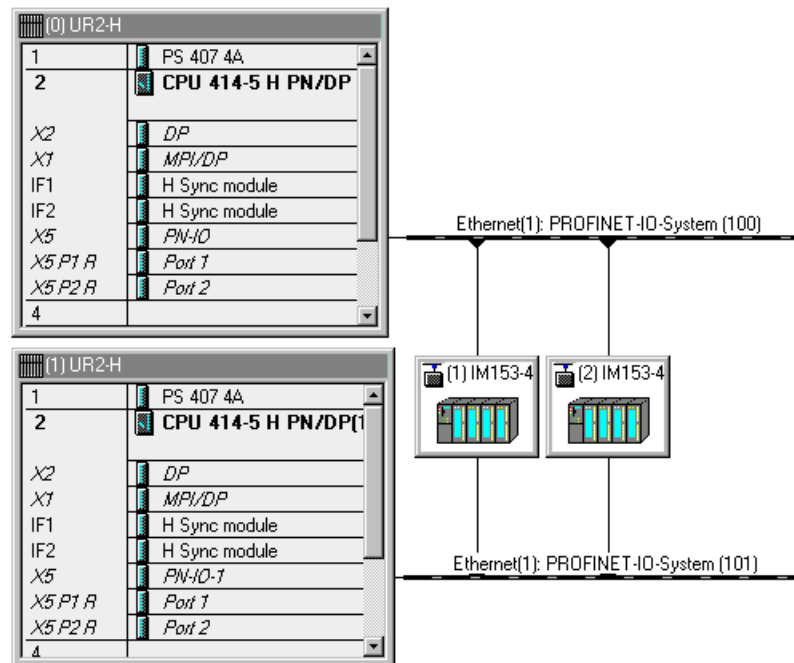 (0) UR2-H
1 PS 407 4A
2 CPU 414-5 H PN/DP
X2 DP
X1 MPI/DP
IF1 H Sync module
IF2 H Sync module
X5 PN-IO
X5 P1 R Port 1
X5 P2 R Port 2
4
Ethernet(1): PROFINET-IO-System (100)
(1) IM153-4
(2) IM153-4
(1) UR2-H
1 PS 407 4A
2 CPU 414-5 H PN/DP(1
X2 DP
X1 MPI/DP
IF1 H Sync module
IF2 H Sync module
X5 PN-IO-1
X5 P1 R Port 1
X5 P2 R Port 2
4
Ethernet(1): PROFINET-IO-System (101)